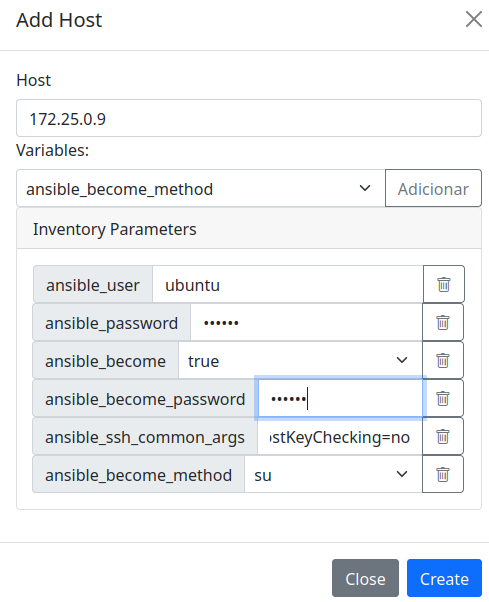 Add Host
Host
172.25.0.9
Variables:
ansible_become_method
Adicionar
Inventory Parameters
ansible_user ubuntu
ansible_password ••••••
ansible_become true
ansible_become_password ••••••
ansible_ssh_common_args ostKeyChecking=no
ansible_become_method su
Close Create